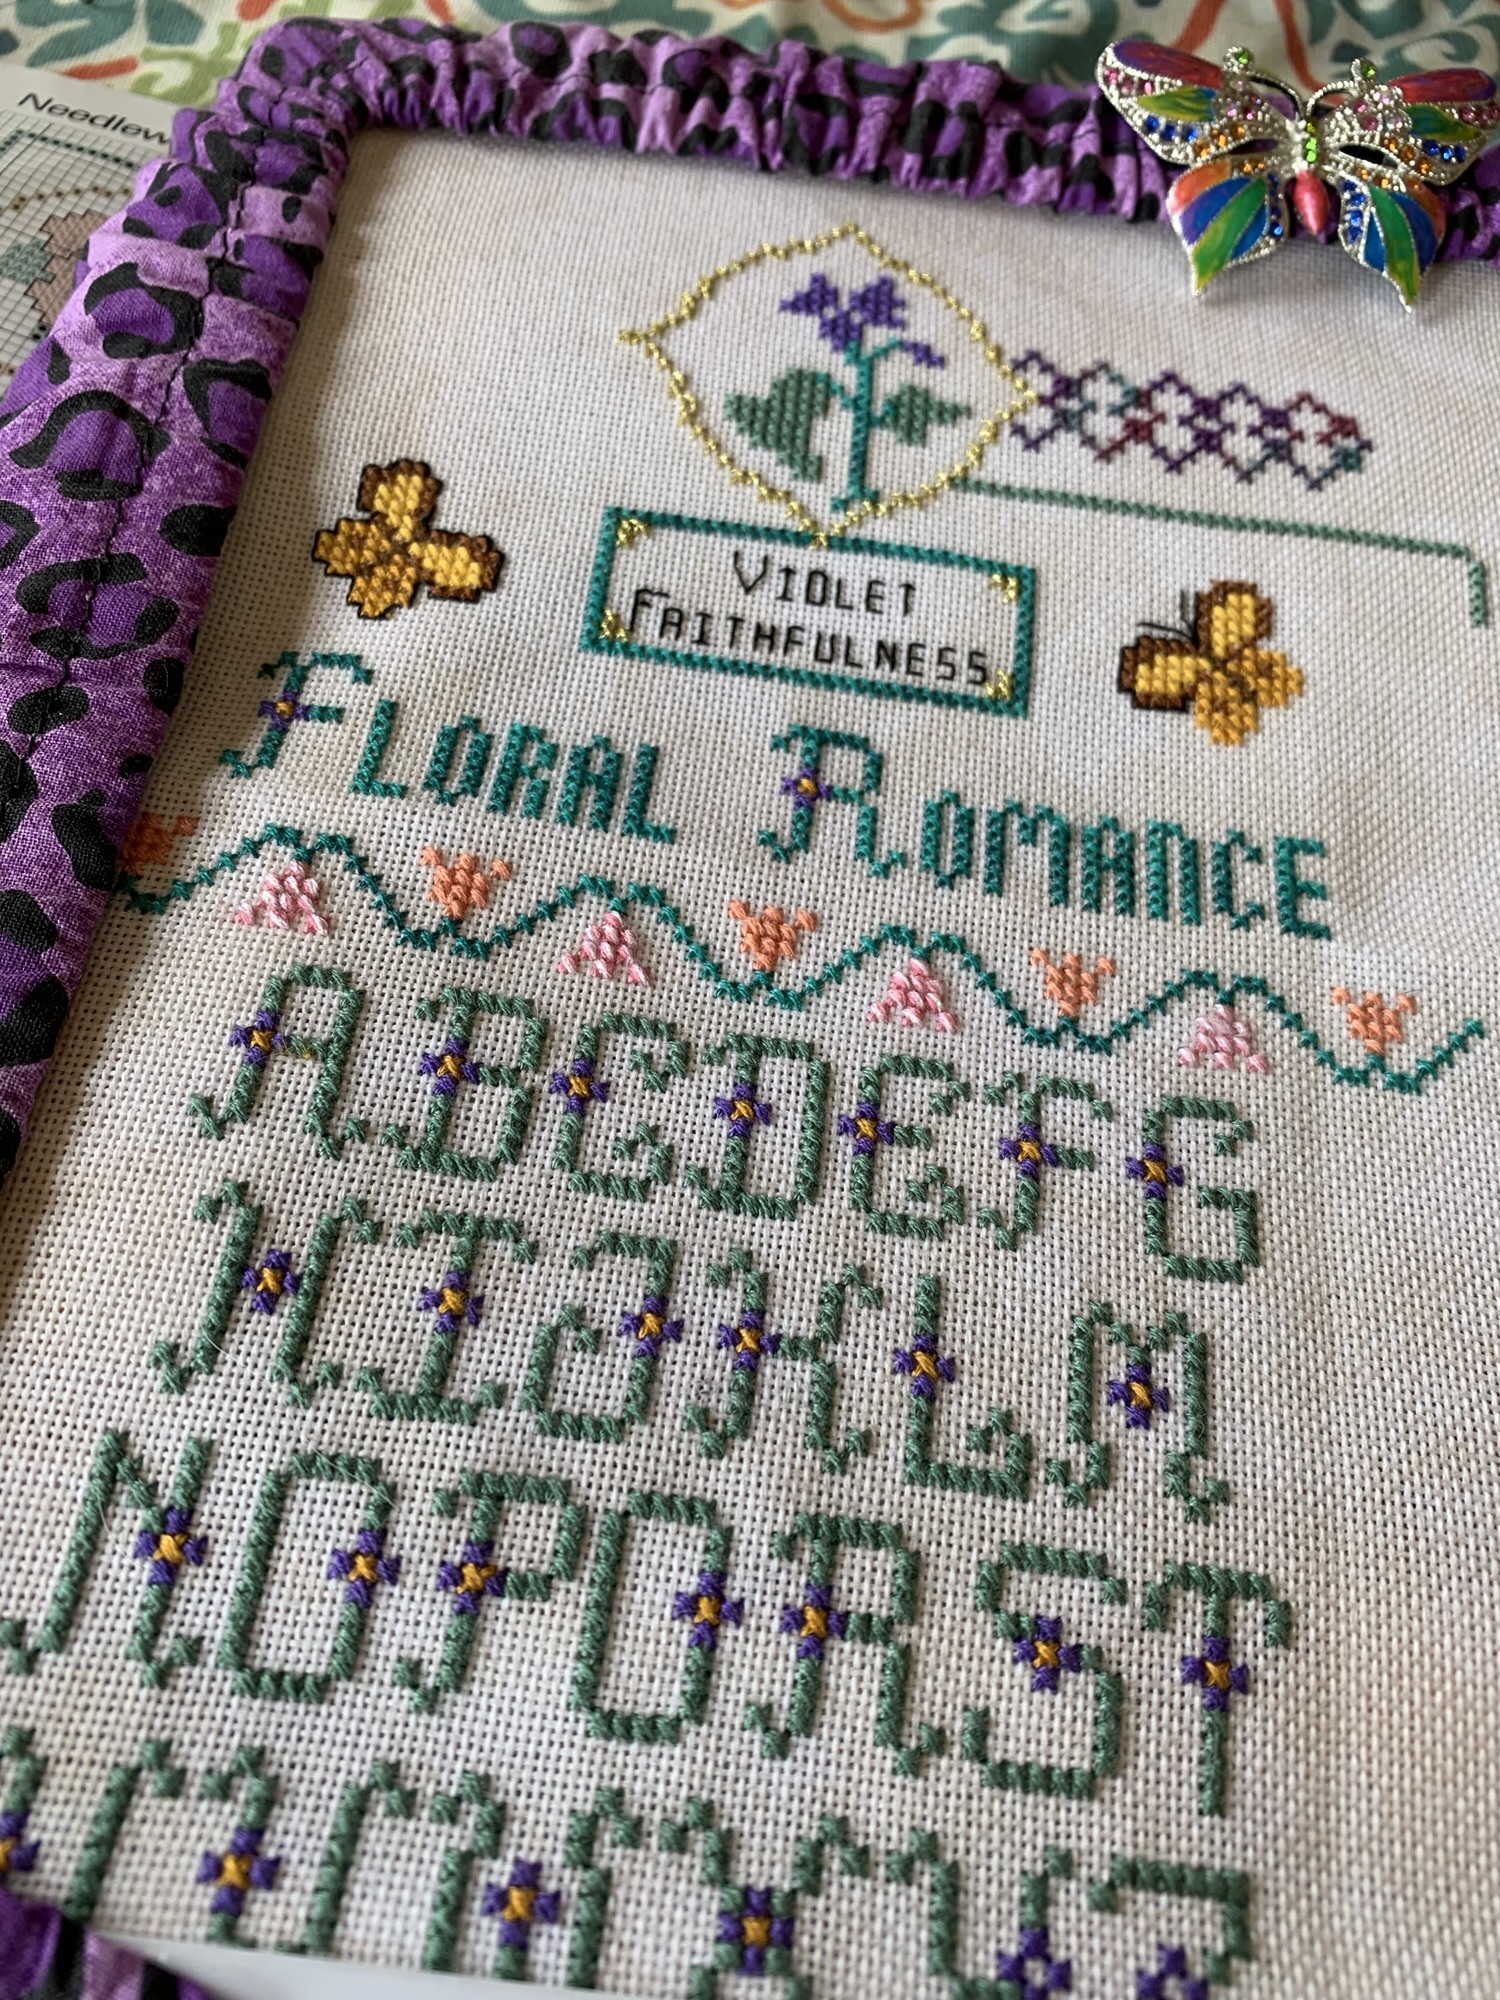 VIOLET
FAITHFULNESS
FLORAL ROMANCE
ABCDEFG
HIJKLM
NOPQRST